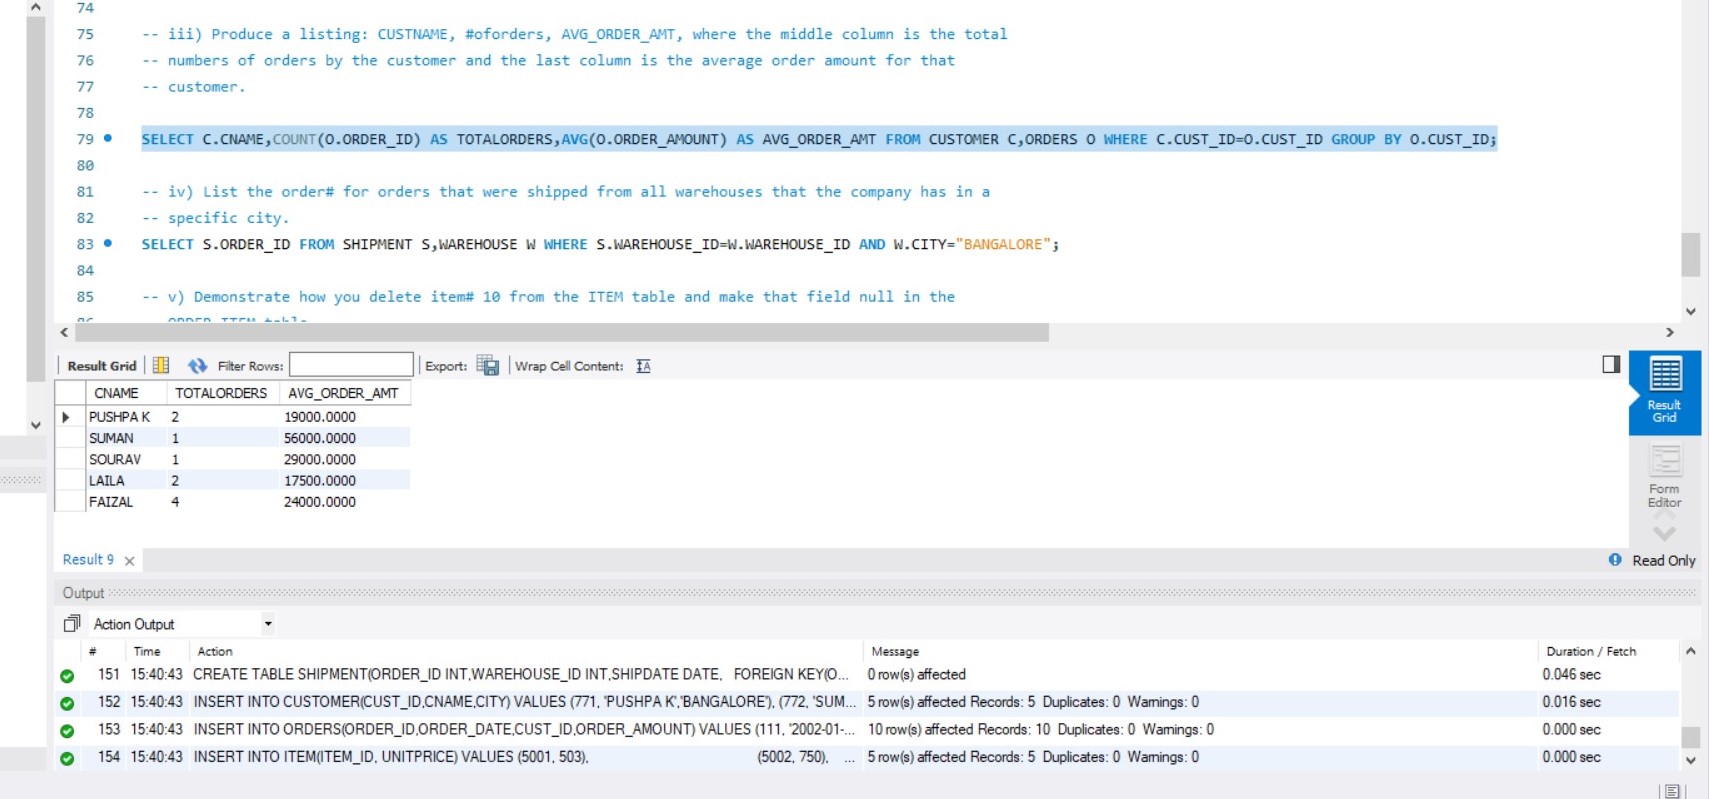 74
75 -- iii) Produce a listing: CUSTNAME, #oforders, AVG_ORDER_AMT, where the middle column is the total
76 -- numbers of orders by the customer and the last column is the average order amount for that
77 -- customer.
78
79 SELECT C.CNAME,COUNT(O.ORDER_ID) AS TOTALORDERS,AVG(O.ORDER_AMOUNT) AS AVG_ORDER_AMT FROM CUSTOMER C,ORDERS O WHERE C.CUST_ID=O.CUST_ID GROUP BY O.CUST_ID;
80
81 -- iv) List the order# for orders that were shipped from all warehouses that the company has in a
82 -- specific city.
83 SELECT S.ORDER_ID FROM SHIPMENT S,WAREHOUSE W WHERE S.WAREHOUSE_ID=W.WAREHOUSE_ID AND W.CITY="BANGALORE";
84
85 -- v) Demonstrate how you delete item# 10 from the ITEM table and make that field null in the
86 ORDER_ITEM table
Result Grid Filter Rows: Export: Wrap Cell Content:
CNAME TOTALORDERS AVG_ORDER_AMT
PUSHPA K 2 19000.0000
SUMAN 1 56000.0000
SOURAV 1 29000.0000
LAILA 2 17500.0000
FAIZAL 4 24000.0000
Result
Grid
Form
Editor
Result 9 Read Only
Output
Action Output
# Time Action Message Duration / Fetch
151 15:40:43 CREATE TABLE SHIPMENT(ORDER_ID INT,WAREHOUSE_ID INT,SHIPDATE DATE, FOREIGN KEY(O... 0 row(s) affected 0.046 sec
152 15:40:43 INSERT INTO CUSTOMER(CUST_ID,CNAME,CITY) VALUES (771, 'PUSHPA K','BANGALORE'), (772, 'SUM... 5 row(s) affected Records: 5 Duplicates: 0 Warnings: 0 0.016 sec
153 15:40:43 INSERT INTO ORDERS(ORDER_ID,ORDER_DATE,CUST_ID,ORDER_AMOUNT) VALUES (111, '2002-01-... 10 row(s) affected Records: 10 Duplicates: 0 Warnings: 0 0.000 sec
154 15:40:43 INSERT INTO ITEM(ITEM_ID, UNITPRICE) VALUES (5001, 503), (5002, 750), ... 5 row(s) affected Records: 5 Duplicates: 0 Warnings: 0 0.000 sec